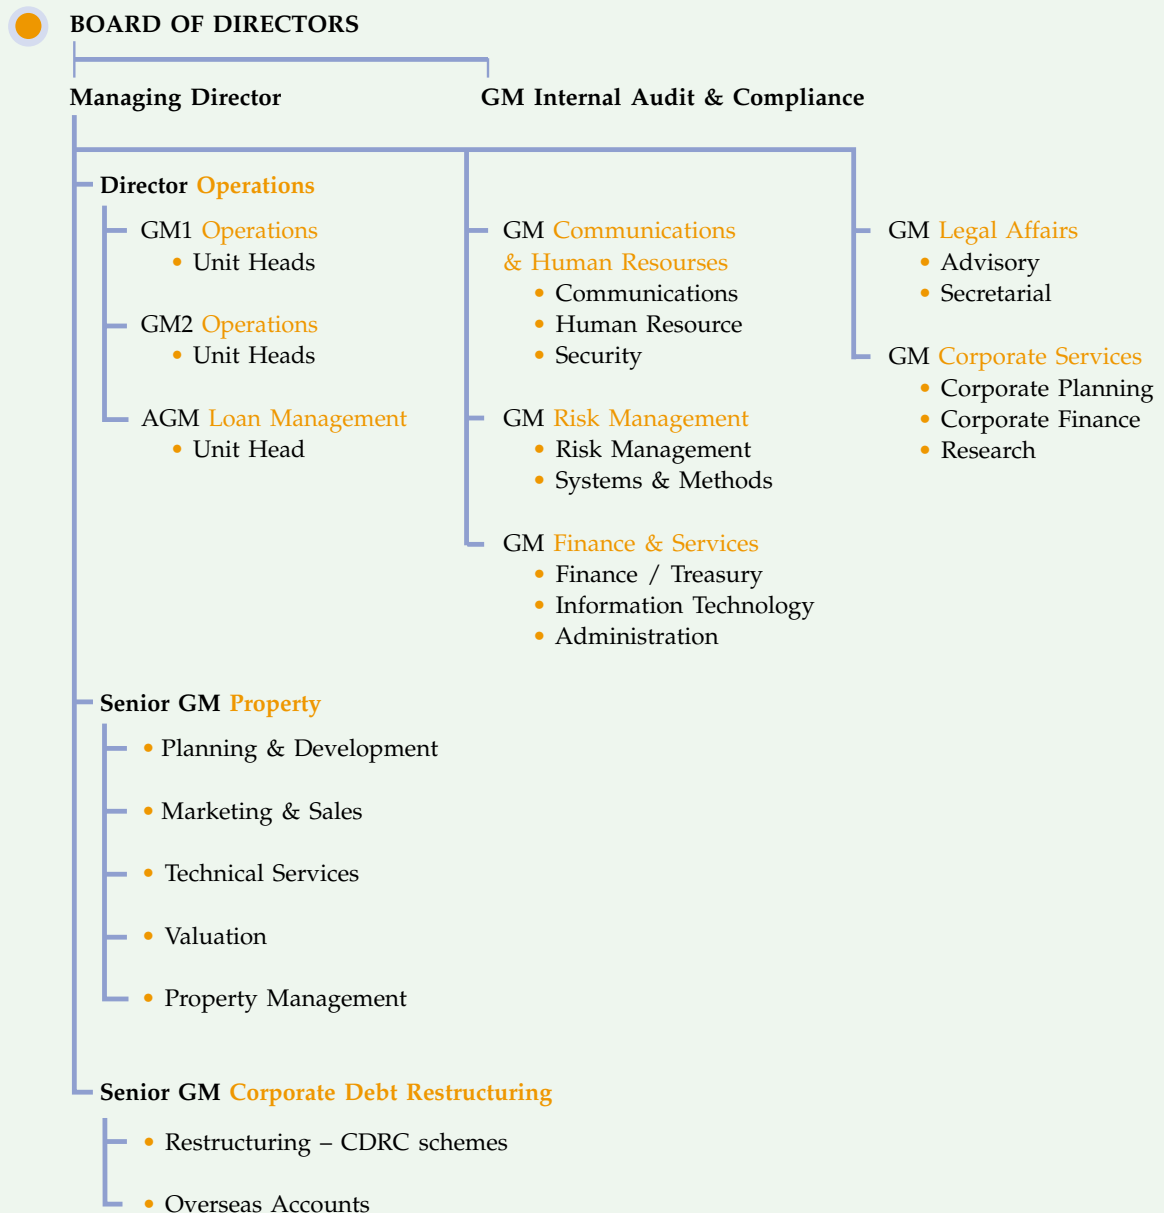 BOARD OF DIRECTORS
Managing Director
GM Internal Audit & Compliance
Director Operations
GM1 Operations
• Unit Heads
GM2 Operations
• Unit Heads
AGM Loan Management
• Unit Head
GM Communications
& Human Resourses
• Communications
• Human Resource
• Security
GM Risk Management
• Risk Management
• Systems & Methods
GM Finance & Services
• Finance / Treasury
• Information Technology
• Administration
GM Legal Affairs
• Advisory
• Secretarial
GM Corporate Services
• Corporate Planning
• Corporate Finance
• Research
Senior GM Property
• Planning & Development
• Marketing & Sales
• Technical Services
• Valuation
• Property Management
Senior GM Corporate Debt Restructuring
• Restructuring – CDRC schemes
• Overseas Accounts